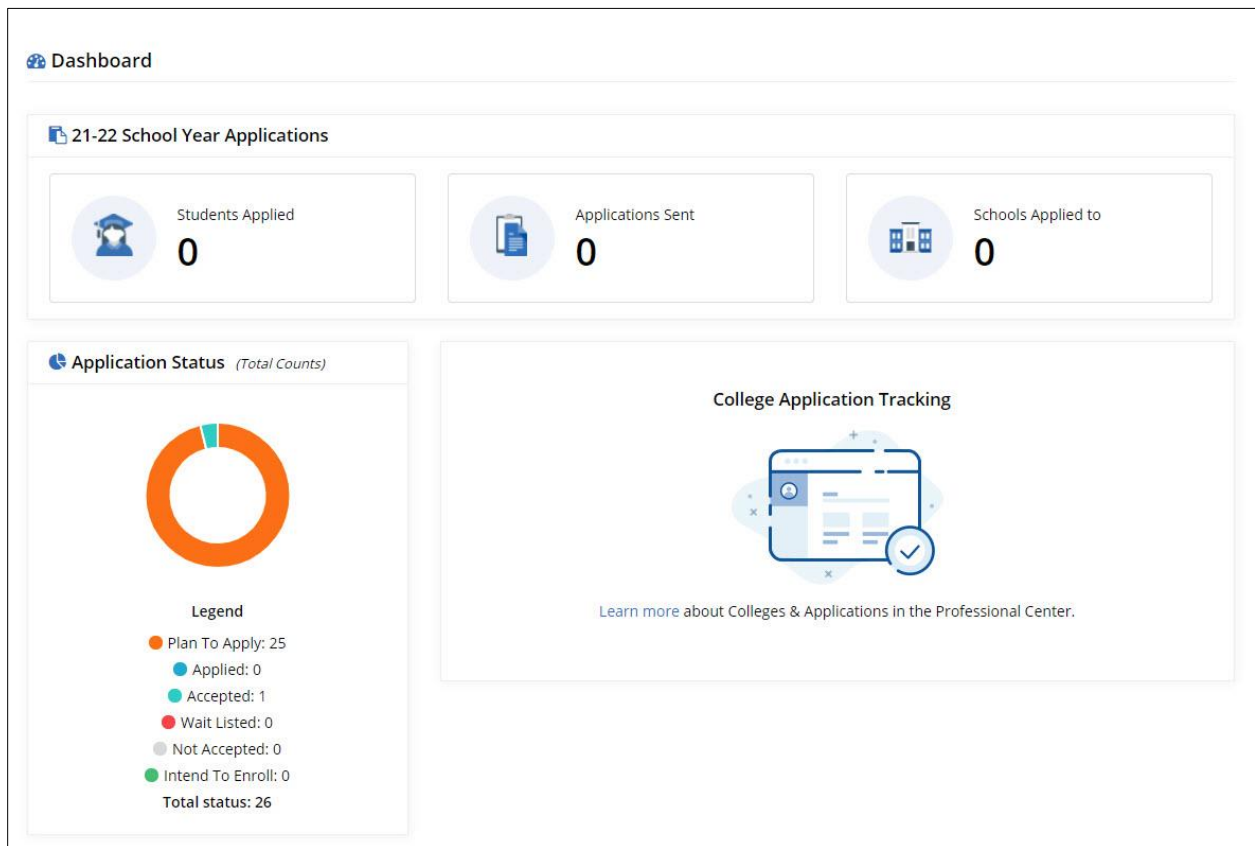 Dashboard
21-22 School Year Applications
Students Applied
0
Applications Sent
0
Schools Applied to
0
Application Status (Total Counts)
Legend
Plan To Apply: 25
Applied: 0
Accepted: 1
Wait Listed: 0
Not Accepted: 0
Intend To Enroll: 0
Total status: 26
College Application Tracking
Learn more about Colleges & Applications in the Professional Center.